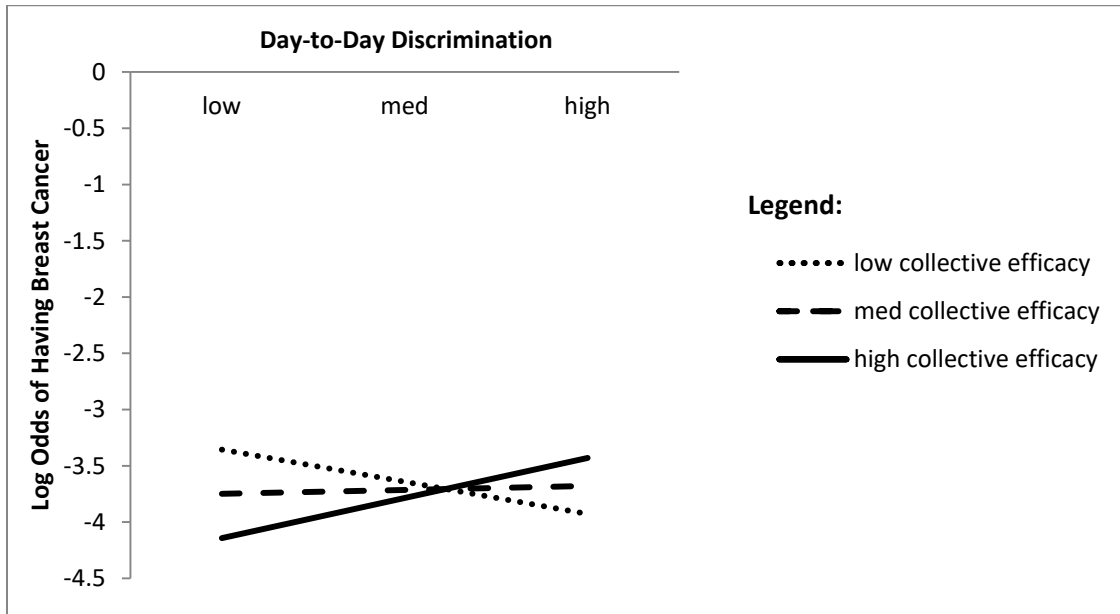 Day-to-Day Discrimination
0
low
med
high
-0.5
-1
-1.5
-2
-2.5
-3
-3.5
-4
-4.5
Log Odds of Having Breast Cancer
Legend:
low collective efficacy
med collective efficacy
high collective efficacy